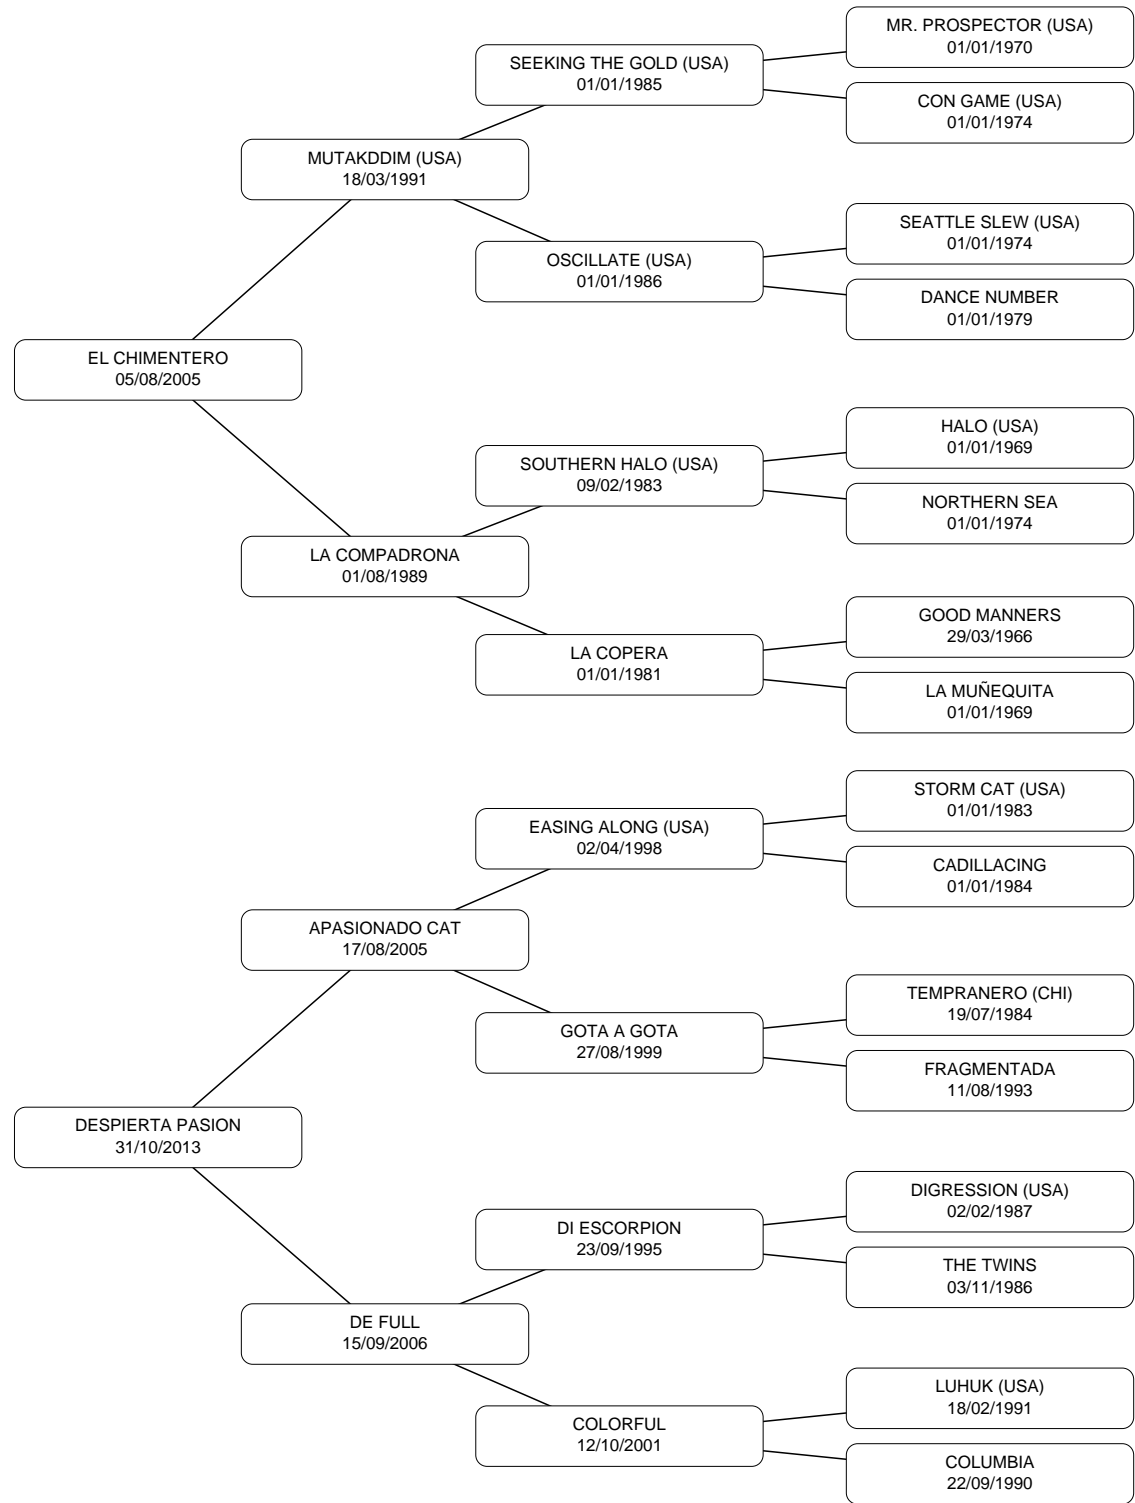 MR. PROSPECTOR (USA)
01/01/1970
SEEKING THE GOLD (USA)
01/01/1985
CON GAME (USA)
01/01/1974
MUTAKDDIM (USA)
18/03/1991
SEATTLE SLEW (USA)
01/01/1974
OSCILLATE (USA)
01/01/1986
DANCE NUMBER
01/01/1979
EL CHIMENTERO
05/08/2005
HALO (USA)
01/01/1969
SOUTHERN HALO (USA)
09/02/1983
NORTHERN SEA
01/01/1974
LA COMPADRONA
01/08/1989
GOOD MANNERS
29/03/1966
LA COPERA
01/01/1981
LA MUÑEQUITA
01/01/1969
STORM CAT (USA)
01/01/1983
EASING ALONG (USA)
02/04/1998
CADILLACING
01/01/1984
APASIONADO CAT
17/08/2005
TEMPRANERO (CHI)
19/07/1984
GOTA A GOTA
27/08/1999
FRAGMENTADA
11/08/1993
DESPIERTA PASION
31/10/2013
DIGRESSION (USA)
02/02/1987
DI ESCORPION
23/09/1995
THE TWINS
03/11/1986
DE FULL
15/09/2006
LUHUK (USA)
18/02/1991
COLORFUL
12/10/2001
COLUMBIA
22/09/1990